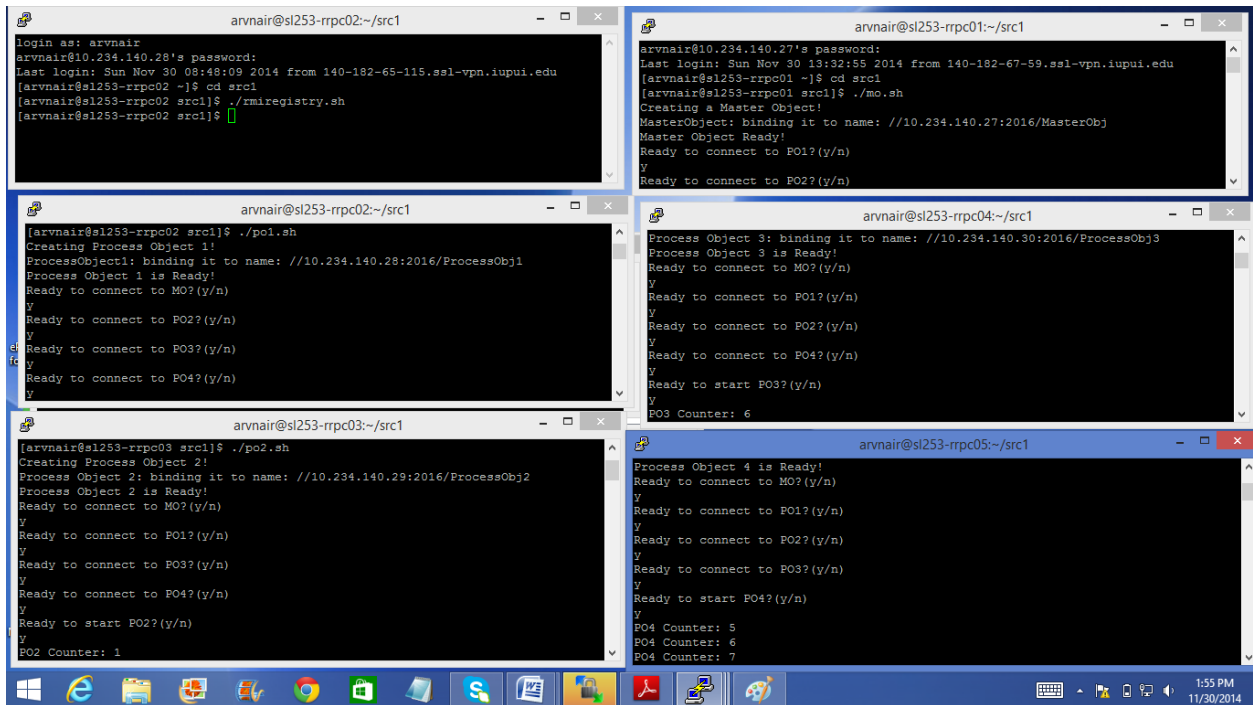 arvnair@sl253-rrpc02:~/src1
login as: arvnair
arvnair@10.234.140.28's password:
Last login: Sun Nov 30 08:48:09 2014 from 140-182-65-115.ssl-vpn.iupui.edu
[arvnair@sl253-rrpc02 ~]$ cd src1
[arvnair@sl253-rrpc02 src1]$ ./rmiregistry.sh
[arvnair@sl253-rrpc02 src1]$
arvnair@sl253-rrpc01:~/src1
arvnair@10.234.140.27's password:
Last login: Sun Nov 30 13:32:55 2014 from 140-182-67-59.ssl-vpn.iupui.edu
[arvnair@sl253-rrpc01 ~]$ cd src1
[arvnair@sl253-rrpc01 src1]$ ./mo.sh
Creating a Master Object!
MasterObject: binding it to name: //10.234.140.27:2016/MasterObj
Master Object Ready!
Ready to connect to PO1?(y/n)
y
Ready to connect to PO2?(y/n)
arvnair@sl253-rrpc02:~/src1
[arvnair@sl253-rrpc02 src1]$ ./po1.sh
Creating Process Object 1!
ProcessObject1: binding it to name: //10.234.140.28:2016/ProcessObj1
Process Object 1 is Ready!
Ready to connect to MO?(y/n)
y
Ready to connect to PO2?(y/n)
y
Ready to connect to PO3?(y/n)
y
Ready to connect to PO4?(y/n)
y
arvnair@sl253-rrpc04:~/src1
Process Object 3: binding it to name: //10.234.140.30:2016/ProcessObj3
Process Object 3 is Ready!
Ready to connect to MO?(y/n)
y
Ready to connect to PO1?(y/n)
y
Ready to connect to PO2?(y/n)
y
Ready to connect to PO4?(y/n)
y
Ready to start PO3?(y/n)
y
PO3 Counter: 6
arvnair@sl253-rrpc03:~/src1
[arvnair@sl253-rrpc03 src1]$ ./po2.sh
Creating Process Object 2!
Process Object 2: binding it to name: //10.234.140.29:2016/ProcessObj2
Process Object 2 is Ready!
Ready to connect to MO?(y/n)
y
Ready to connect to PO1?(y/n)
y
Ready to connect to PO3?(y/n)
y
Ready to connect to PO4?(y/n)
y
Ready to start PO2?(y/n)
y
PO2 Counter: 1
arvnair@sl253-rrpc05:~/src1
Process Object 4 is Ready!
Ready to connect to MO?(y/n)
y
Ready to connect to PO1?(y/n)
y
Ready to connect to PO2?(y/n)
y
Ready to connect to PO3?(y/n)
y
Ready to start PO4?(y/n)
y
PO4 Counter: 5
PO4 Counter: 6
PO4 Counter: 7
1:55 PM
11/30/2014